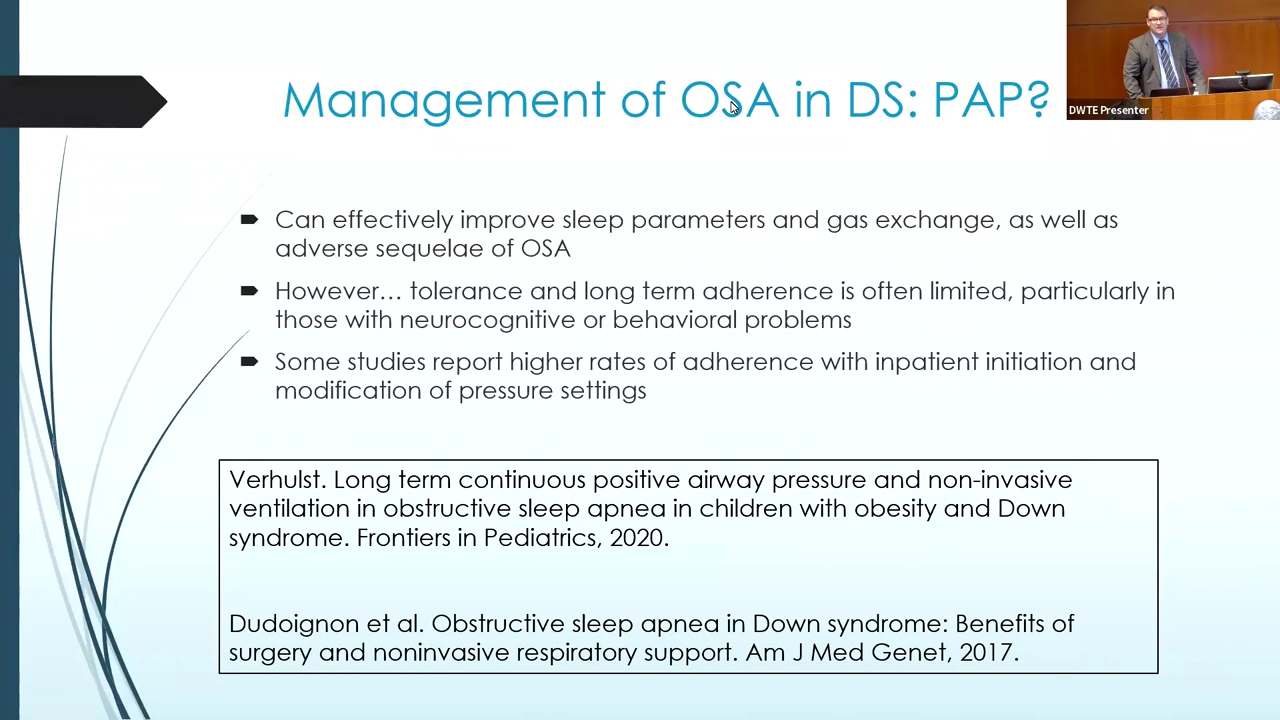 Management of OSA in DS: PAP?
DWTE Presenter
Can effectively improve sleep parameters and gas exchange, as well as
adverse sequelae of OSA
However… tolerance and long term adherence is often limited, particularly in
those with neurocognitive or behavioral problems
Some studies report higher rates of adherence with inpatient initiation and
modification of pressure settings
Verhulst. Long term continuous positive airway pressure and non-invasive
ventilation in obstructive sleep apnea in children with obesity and Down
syndrome. Frontiers in Pediatrics, 2020.
Dudoignon et al. Obstructive sleep apnea in Down syndrome: Benefits of
surgery and noninvasive respiratory support. Am J Med Genet, 2017.